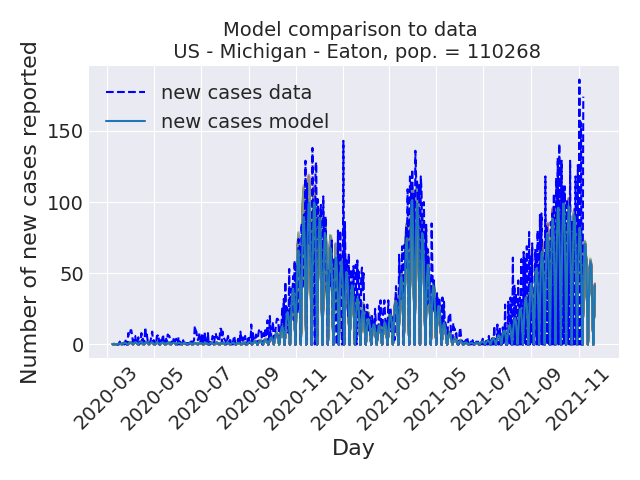 Model comparison to data
US - Michigan - Eaton, pop. = 110268
new cases data
new cases model
Number of new cases reported
150
100
50
0
2020-03
2020-05
2020-07
2020-09
2020-11
2021-01
2021-03
2021-05
2021-07
2021-09
2021-11
Day